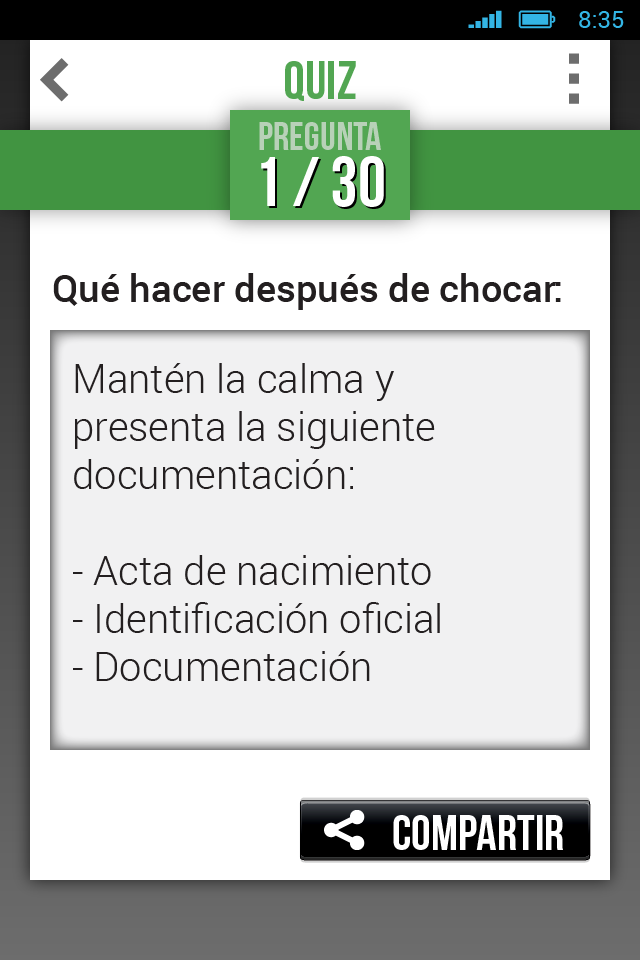 8:35
QUIZ
PREGUNTA
1 / 30
Qué hacer después de chocar:
Mantén la calma y
presenta la siguiente
documentación:
- Acta de nacimiento
- Identificación oficial
- Documentación
COMPARTIR